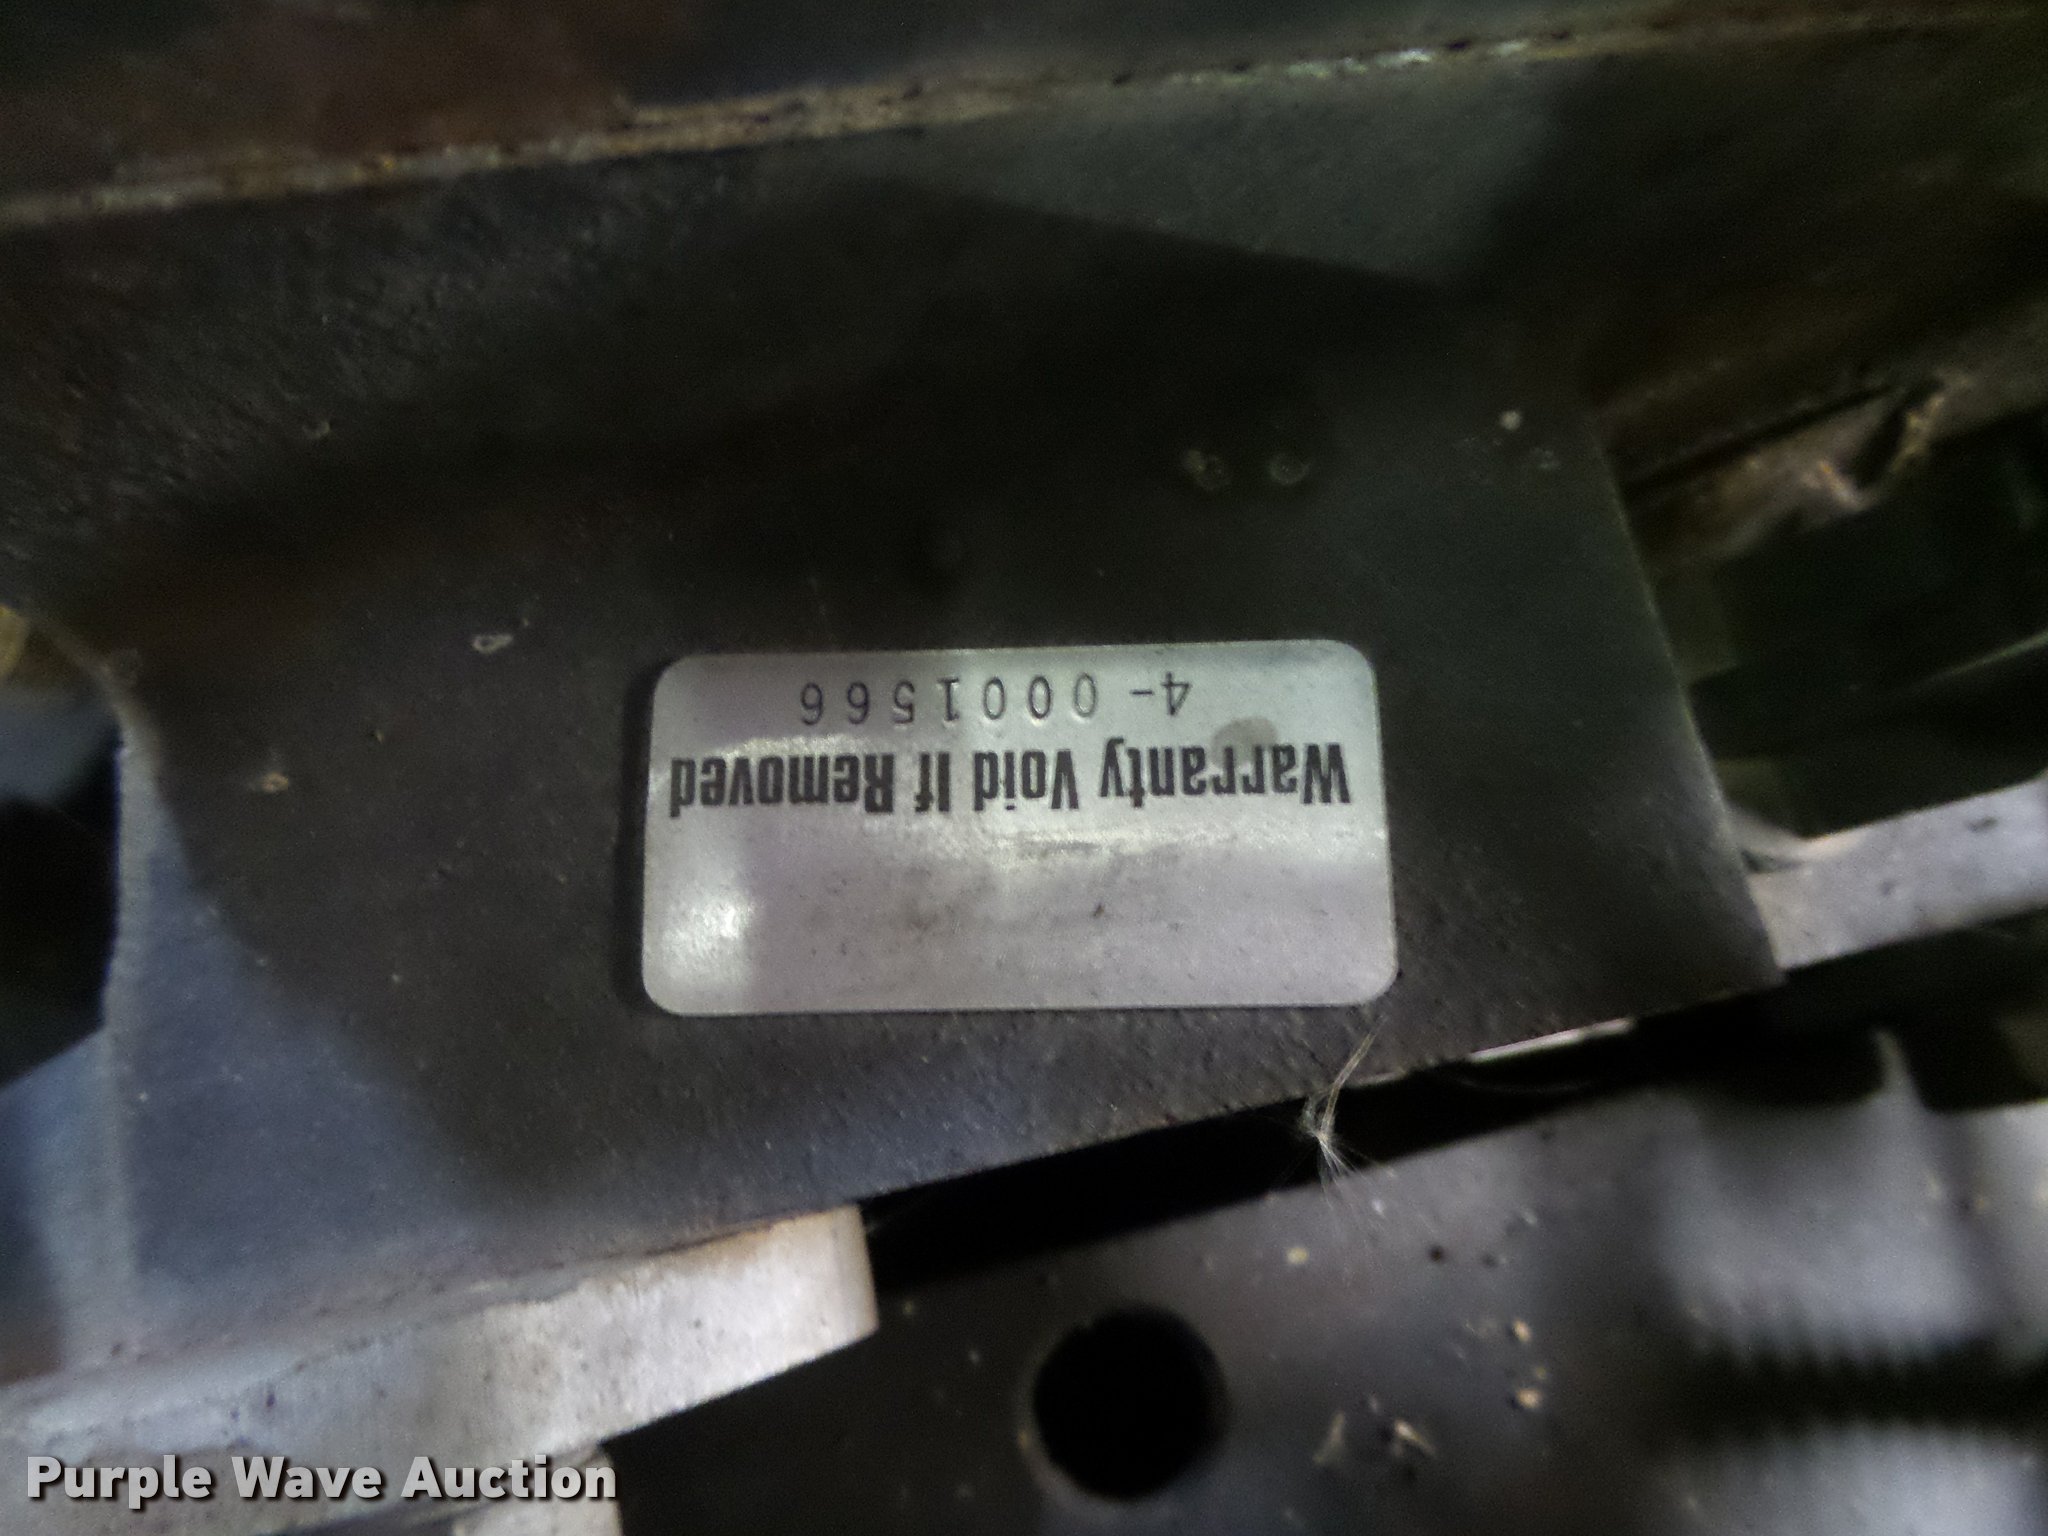 Warranty Void If Removed
4-0001566
Purple Wave Auction